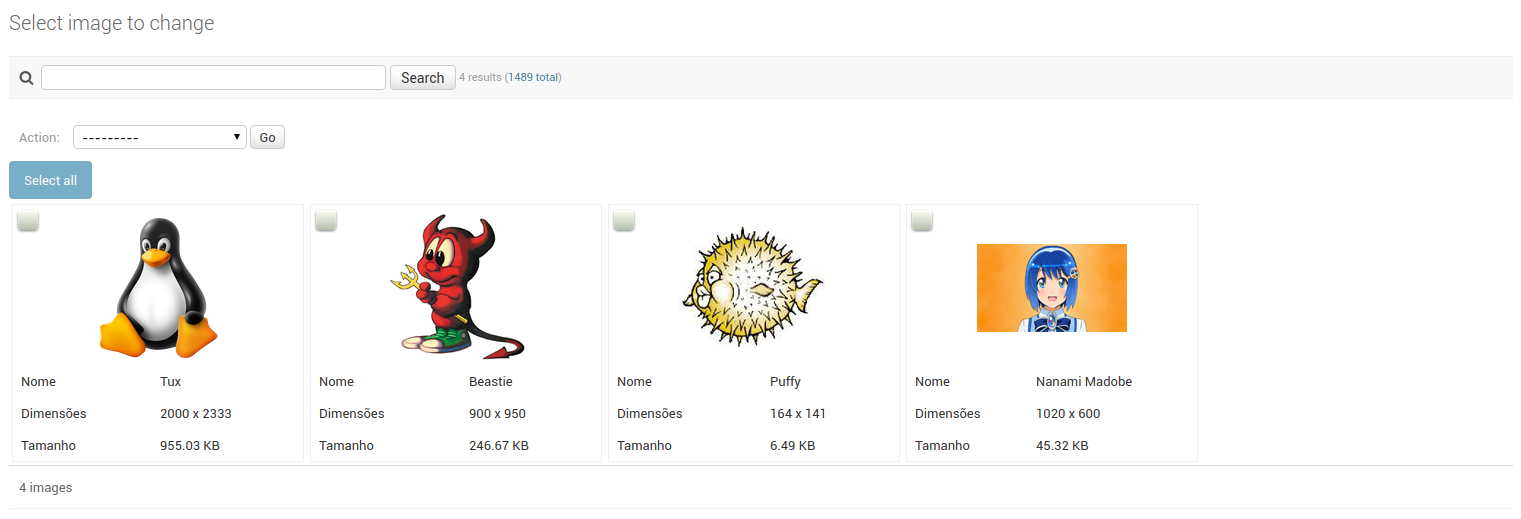 Select image to change
Search 4 results (1489 total)
Action: --------- Go
Select all
Nome Tux
Dimensões 2000 x 2333
Tamanho 955.03 KB
Nome Beastie
Dimensões 900 x 950
Tamanho 246.67 KB
Nome Puffy
Dimensões 164 x 141
Tamanho 6.49 KB
Nome Nanami Madobe
Dimensões 1020 x 600
Tamanho 45.32 KB
4 images